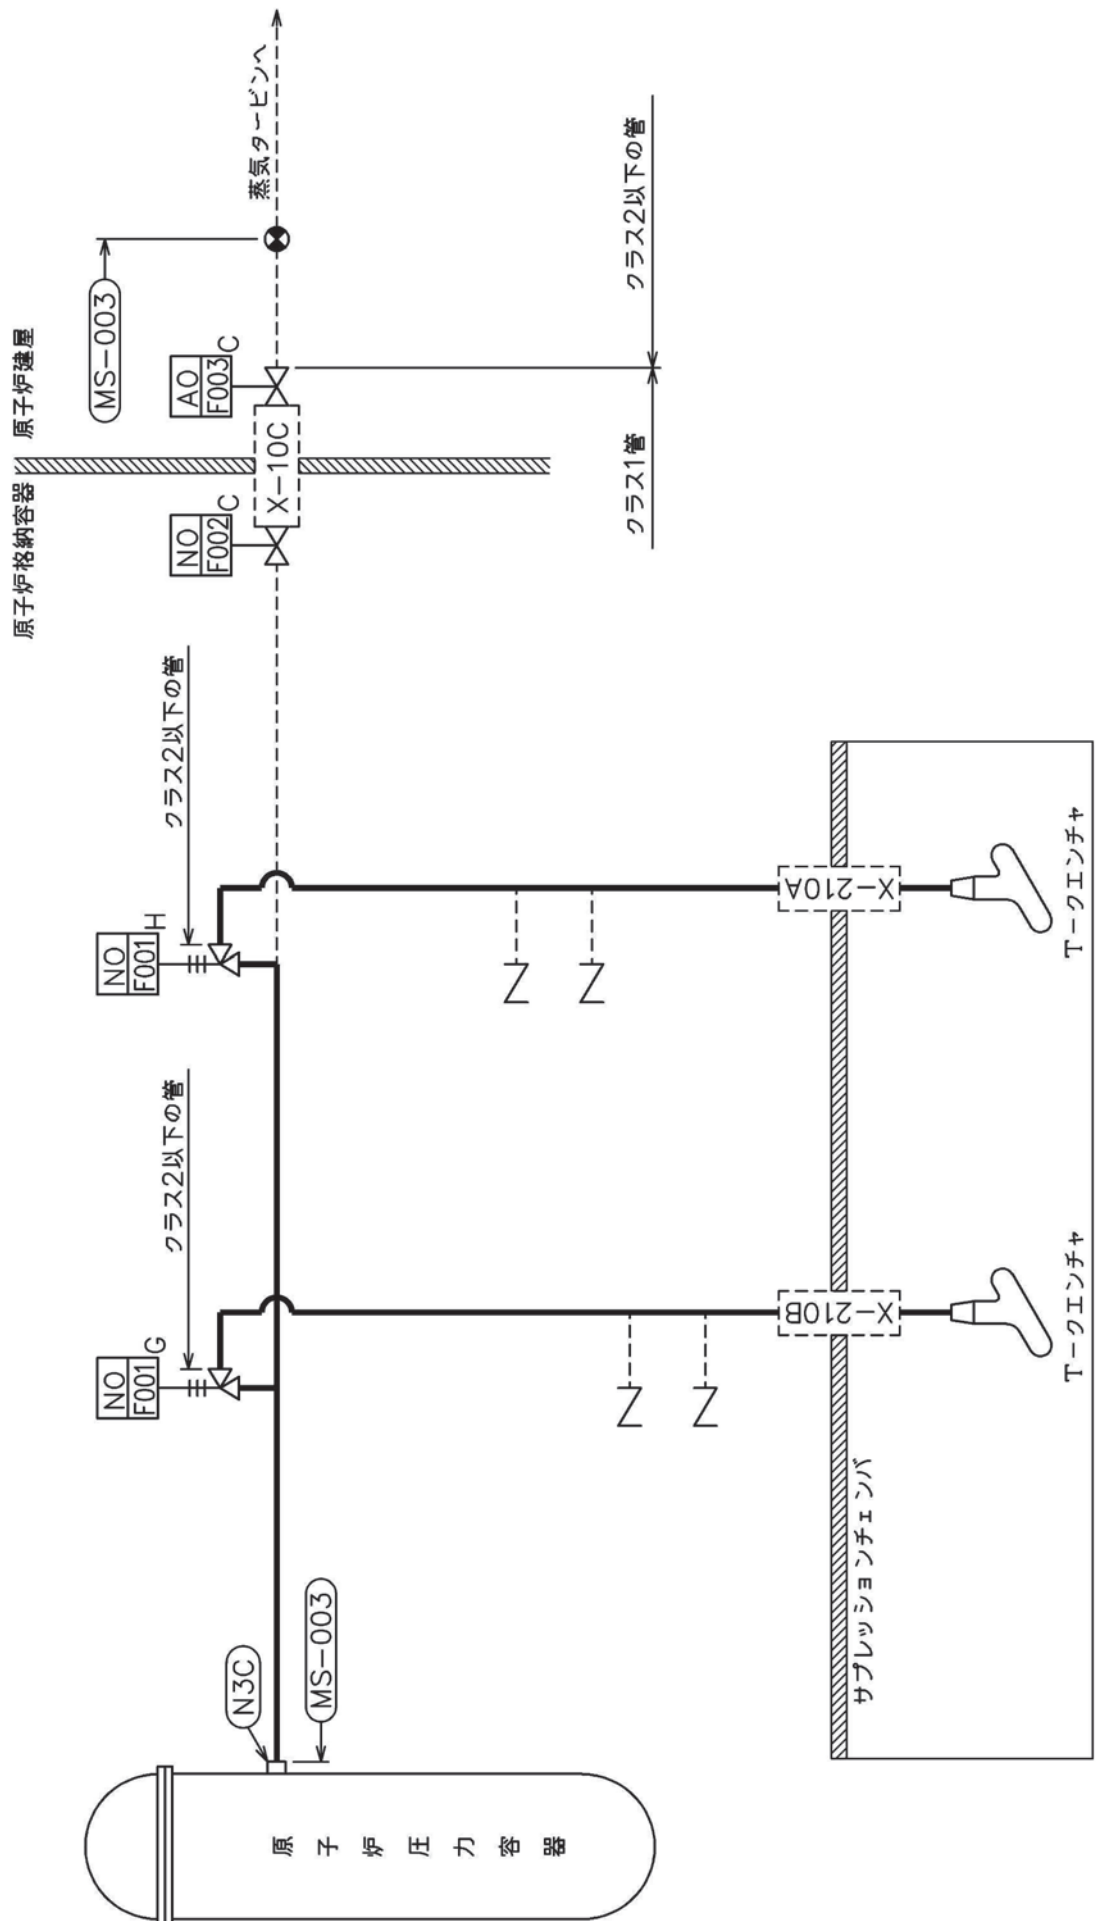 原子炉格納容器
原子炉建屋
MS-003
NO
F002
C
AO
F003
C
X-10C
蒸気タービンへ
クラス1管
クラス2以下の管
NO
F001
G
クラス2以下の管
NO
F001
H
クラス2以下の管
N3C
MS-003
原子炉圧力容器
X-210B
X-210A
サプレッションチェンバ
T-クエンチャ
T-クエンチャ